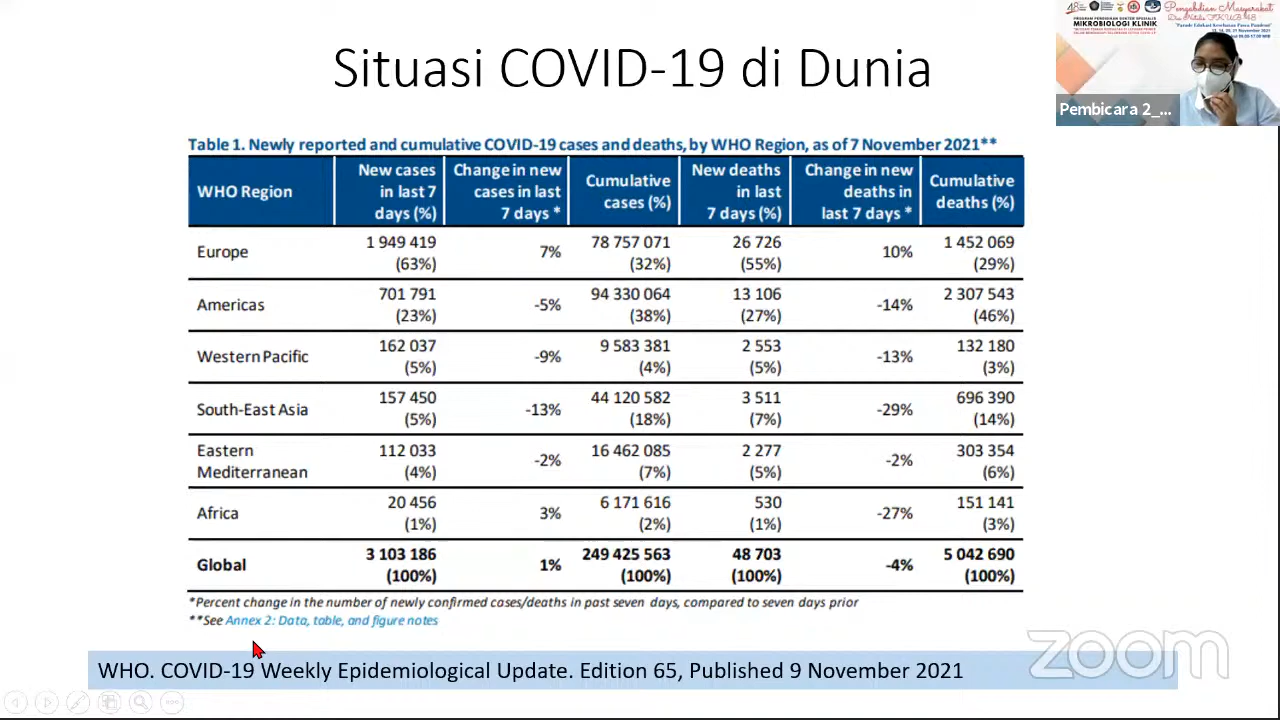 Situasi COVID-19 di Dunia
Pengabdian Masyarakat
PROGRAM PENDIDIKAN DOKTER SPESIALIS
MIKROBIOLOGI KLINIK
Pembicara 2_...
Table 1. Newly reported and cumulative COVID-19 cases and deaths, by WHO Region, as of 7 November 2021**
WHO Region
New cases
in last 7
days (%)
Change in new
cases in last
7 days *
Cumulative
cases (%)
New deaths
in last
7 days (%)
Change in new
deaths in
last 7 days *
Cumulative
deaths (%)
Europe
1 949 419
(63%)
7%
78 757 071
(32%)
26 726
(55%)
10%
1 452 069
(29%)
Americas
701 791
(23%)
-5%
94 330 064
(38%)
13 106
(27%)
-14%
2 307 543
(46%)
Western Pacific
162 037
(5%)
-9%
9 583 381
(4%)
2 553
(5%)
-13%
132 180
(3%)
South-East Asia
157 450
(5%)
-13%
44 120 582
(18%)
3 511
(7%)
-29%
696 390
(14%)
Eastern
Mediterranean
112 033
(4%)
-2%
16 462 085
(7%)
2 277
(5%)
-2%
303 354
(6%)
Africa
20 456
(1%)
3%
6 171 616
(2%)
530
(1%)
-27%
151 141
(3%)
Global
3 103 186
(100%)
1%
249 425 563
(100%)
48 703
(100%)
-4%
5 042 690
(100%)
*Percent change in the number of newly confirmed cases/deaths in past seven days, compared to seven days prior
**See Annex 2: Data, table, and figure notes
WHO. COVID-19 Weekly Epidemiological Update. Edition 65, Published 9 November 2021
zoom